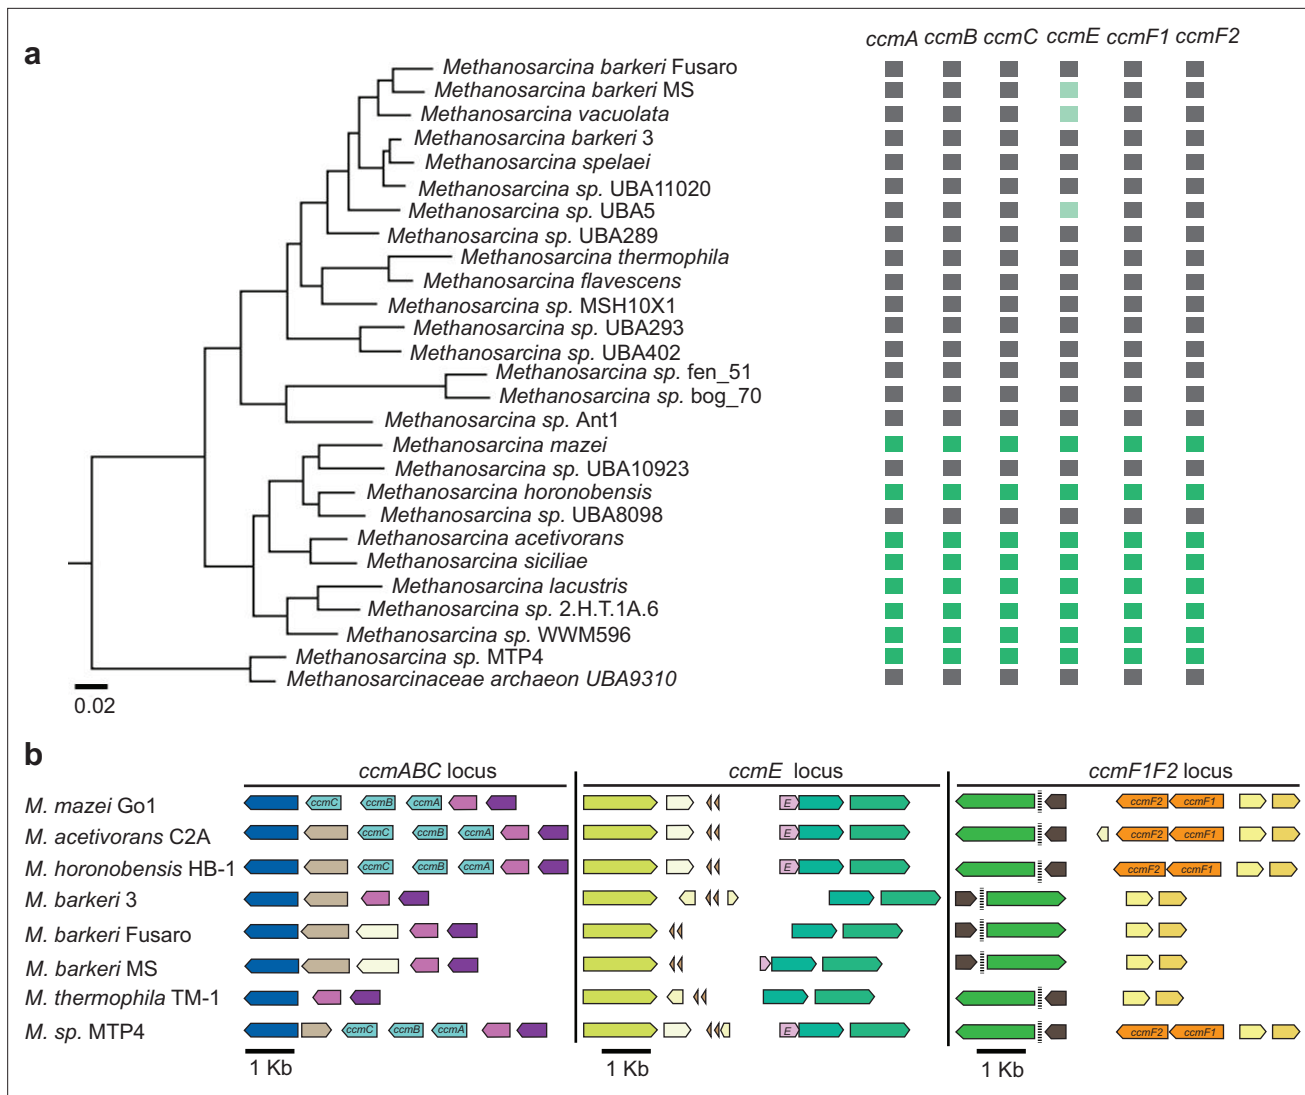 a
ccmA ccmB ccmC ccmE ccmF1 ccmF2
Methanosarcina barkeri Fusaro
Methanosarcina barkeri MS
Methanosarcina vacuolata
Methanosarcina barkeri 3
Methanosarcina spelaei
Methanosarcina sp. UBA11020
Methanosarcina sp. UBA5
Methanosarcina sp. UBA289
Methanosarcina thermophila
Methanosarcina flavescens
Methanosarcina sp. MSH10X1
Methanosarcina sp. UBA293
Methanosarcina sp. UBA402
Methanosarcina sp. fen_51
Methanosarcina sp. bog_70
Methanosarcina sp. Ant1
Methanosarcina mazei
Methanosarcina sp. UBA10923
Methanosarcina horonobensis
Methanosarcina sp. UBA8098
Methanosarcina acetivorans
Methanosarcina siciliae
Methanosarcina lacustris
Methanosarcina sp. 2.H.T.1A.6
Methanosarcina sp. WWM596
Methanosarcina sp. MTP4
Methanosarcinaceae archaeon UBA9310
0.02
b
ccmABC locus ccmE locus ccmF1F2 locus
M. mazei Go1 ccmC ccmB ccmA E ccmF2 ccmF1
M. acetivorans C2A ccmC ccmB ccmA E ccmF2 ccmF1
M. horonobensis HB-1 ccmC ccmB ccmA E ccmF2 ccmF1
M. barkeri 3
M. barkeri Fusaro
M. barkeri MS
M. thermophila TM-1
M. sp. MTP4 ccmC ccmB ccmA E ccmF2 ccmF1
1 Kb 1 Kb 1 Kb